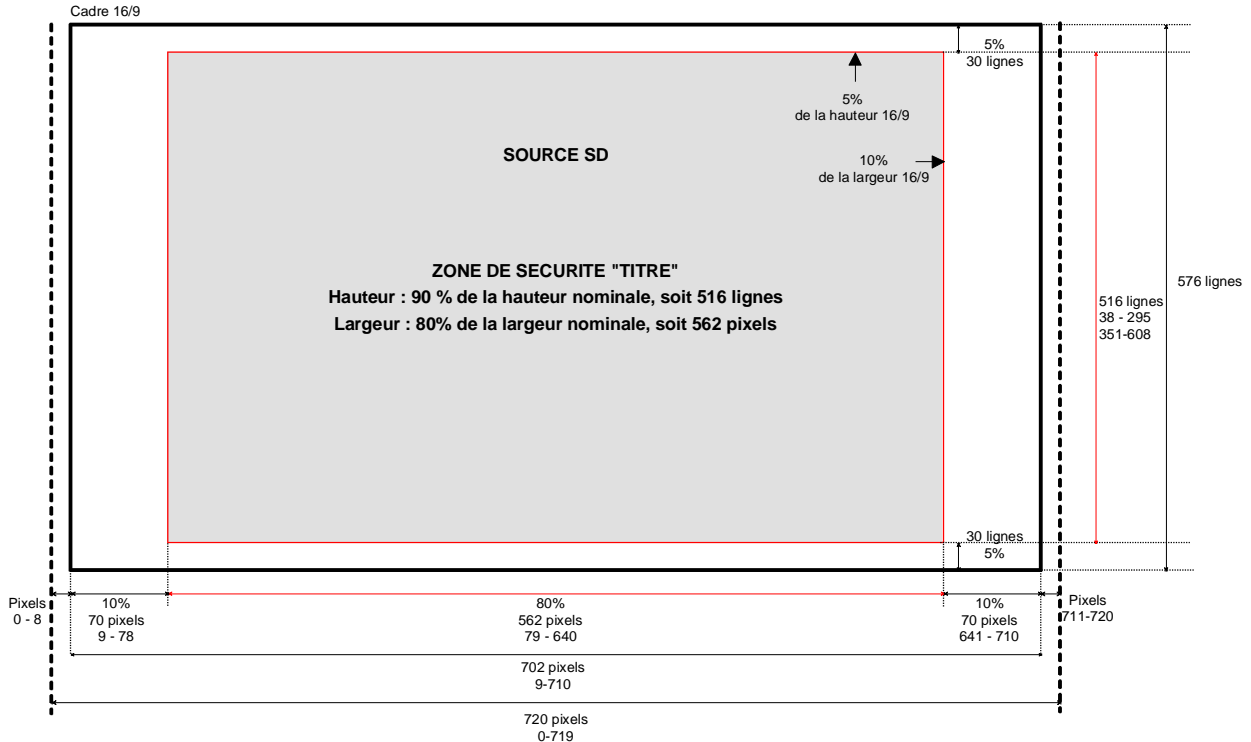 Cadre 16/9
5%
30 lignes
5%
de la hauteur 16/9
SOURCE SD
10%
de la largeur 16/9
ZONE DE SECURITE "TITRE"
Hauteur : 90 % de la hauteur nominale, soit 516 lignes
Largeur : 80% de la largeur nominale, soit 562 pixels
576 lignes
516 lignes
38 - 295
351-608
30 lignes
5%
Pixels
0 - 8
10%
70 pixels
9 - 78
80%
562 pixels
79 - 640
10%
70 pixels
641 - 710
Pixels
711-720
702 pixels
9-710
720 pixels
0-719